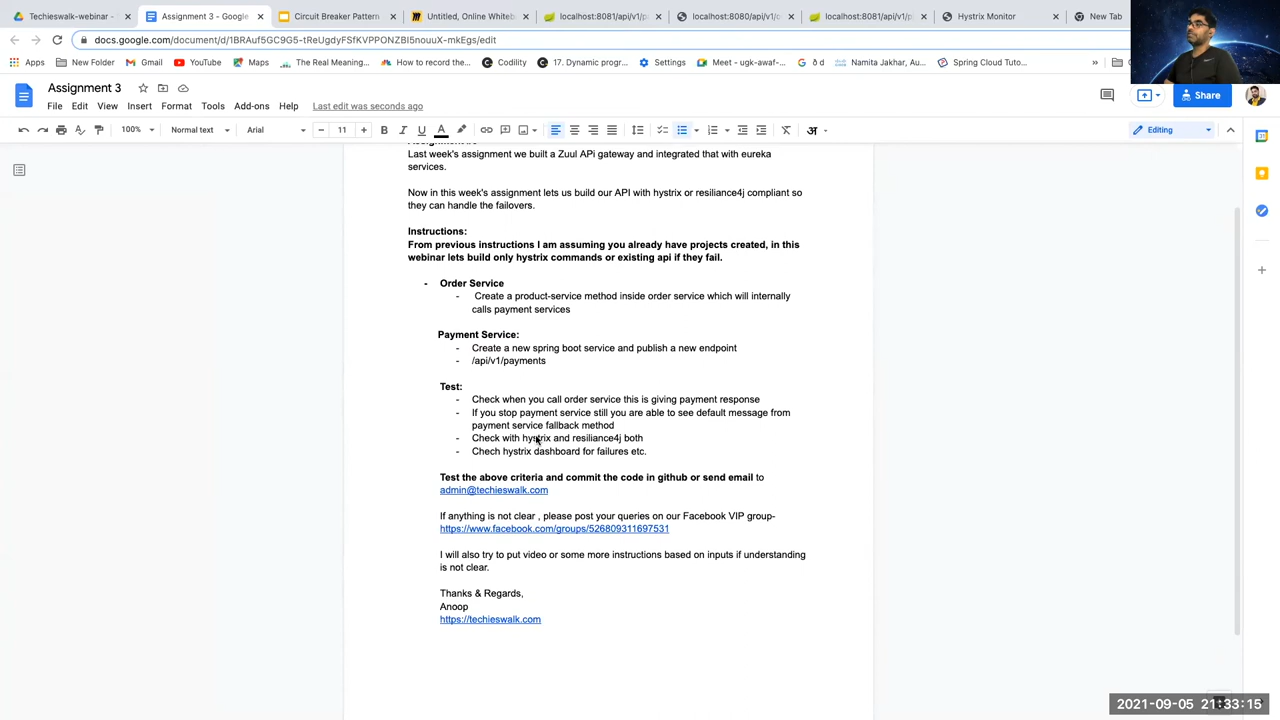 Techieswalk-webinar -
Assignment 3 - Google
Circuit Breaker Pattern
Untitled, Online Whiteb
localhost:8081/api/v1/p
localhost:8080/api/v1/o
localhost:8081/api/v1/p
Hystrix Monitor
New Tab
docs.google.com/document/d/1BRAuf5GC9G5-tReUgdyFSfKVPPONZBI5nouuX-mkEgs/edit
Apps
New Folder
Gmail
YouTube
Maps
The Real Meaning...
How to record the...
Codility
17. Dynamic progr...
Settings
Meet - ugk-awaf-...
Namita Jakhar, Au...
Spring Cloud Tuto...
»
Assignment 3
File Edit View Insert Format Tools Add-ons Help Last edit was seconds ago
Share
100% Normal text Arial 11 Editing
Last week's assignment we built a Zuul APi gateway and integrated that with eureka
services.
Now in this week's assignment lets us build our API with hystrix or resiliance4j compliant so
they can handle the failovers.
Instructions:
From previous instructions I am assuming you already have projects created, in this
webinar lets build only hystrix commands or existing api if they fail.
- Order Service
- Create a product-service method inside order service which will internally
calls payment services
Payment Service:
- Create a new spring boot service and publish a new endpoint
- /api/v1/payments
Test:
- Check when you call order service this is giving payment response
- If you stop payment service still you are able to see default message from
payment service fallback method
- Check with hystrix and resiliance4j both
- Chech hystrix dashboard for failures etc.
Test the above criteria and commit the code in github or send email to
admin@techieswalk.com
If anything is not clear , please post your queries on our Facebook VIP group-
https://www.facebook.com/groups/526809311697531
I will also try to put video or some more instructions based on inputs if understanding
is not clear.
Thanks & Regards,
Anoop
https://techieswalk.com
2021-09-05 21:33:15